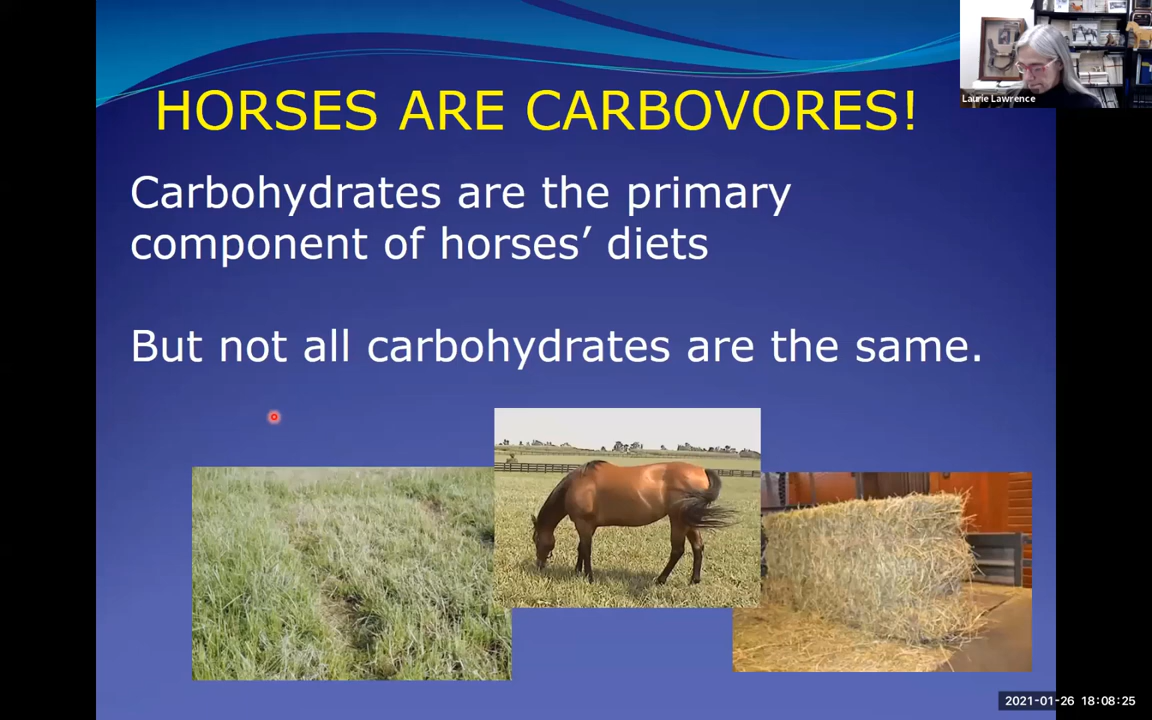 HORSES ARE CARBOVORES!
Laurie Lawrence
Carbohydrates are the primary
component of horses’ diets
But not all carbohydrates are the same.
2021-01-26 18:08:25